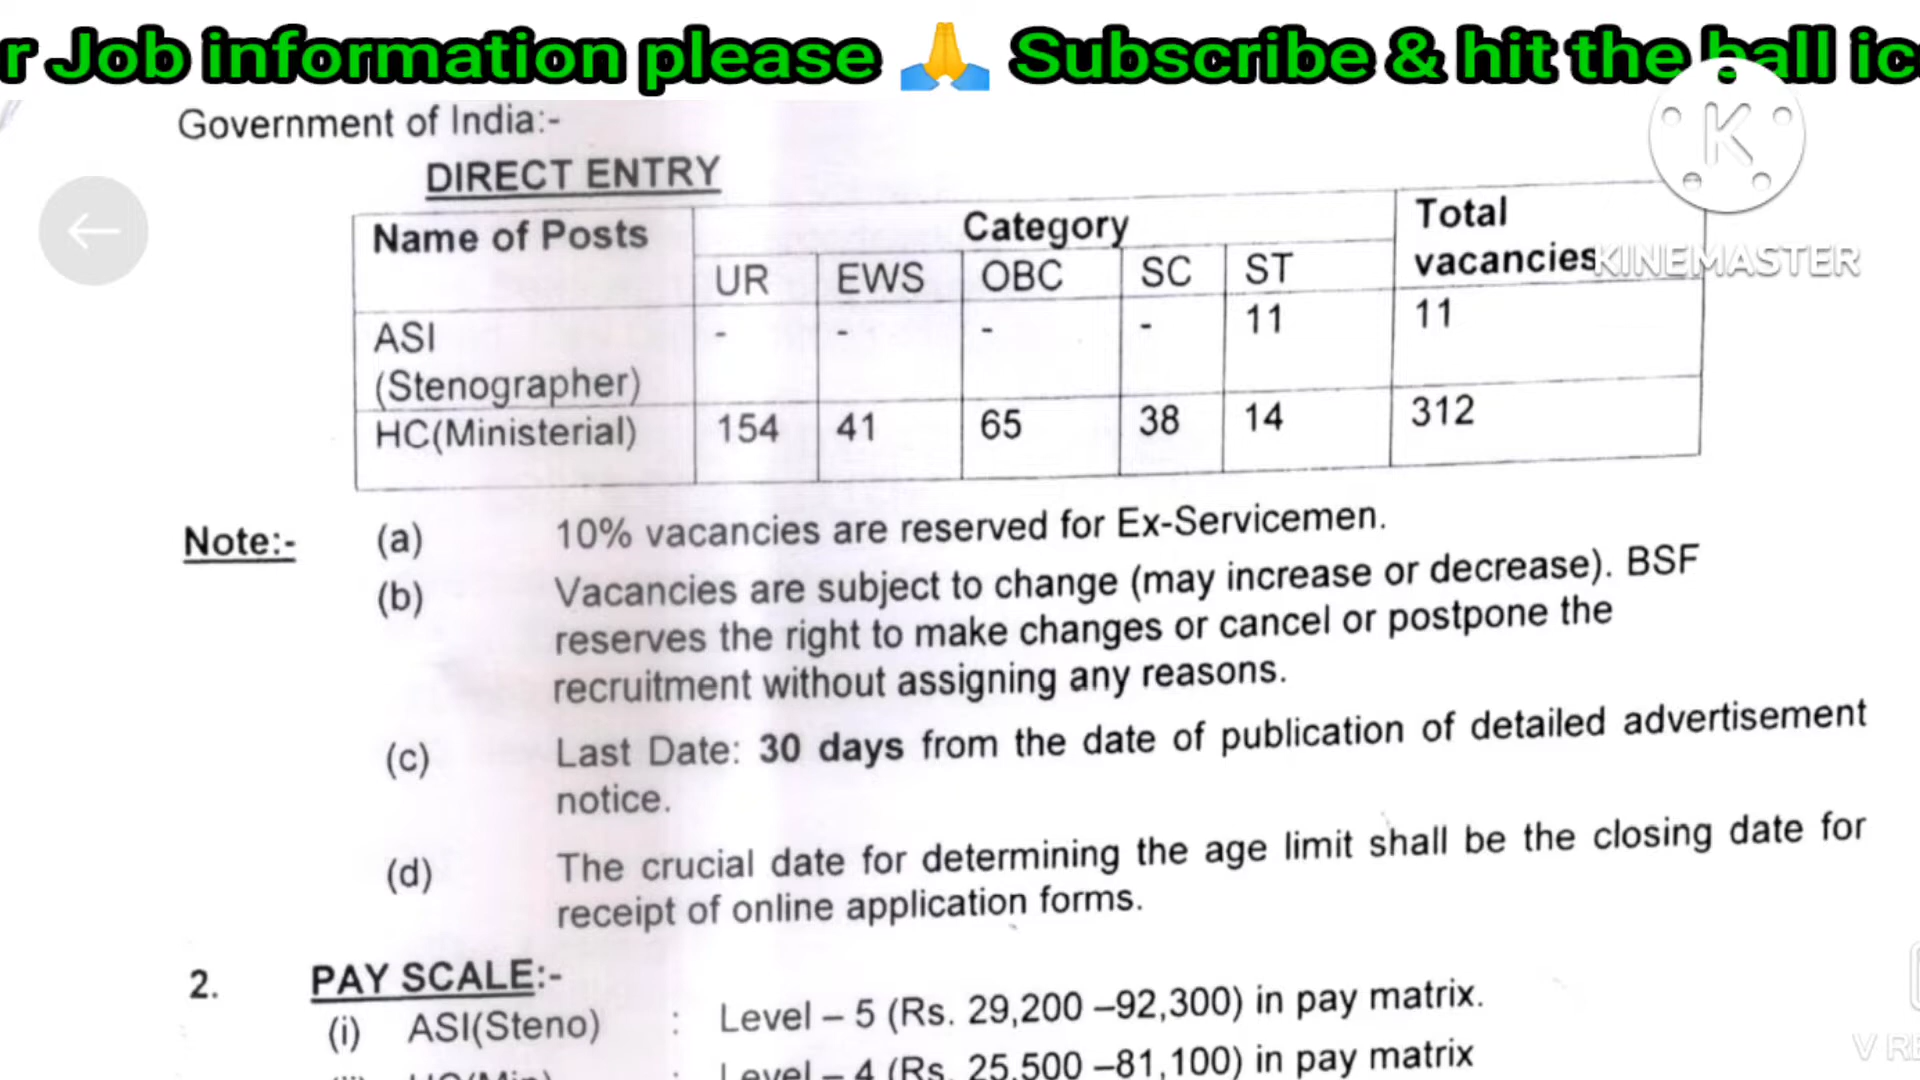 r Job information please 🙏 Subscribe & hit the ball ic
Government of India:-
DIRECT ENTRY
Name of Posts Category Total vacancies
UR EWS OBC SC ST
ASI (Stenographer) - - - - 11 11
HC(Ministerial) 154 41 65 38 14 312
Note:- (a) 10% vacancies are reserved for Ex-Servicemen.
(b) Vacancies are subject to change (may increase or decrease). BSF
reserves the right to make changes or cancel or postpone the
recruitment without assigning any reasons.
(c) Last Date: 30 days from the date of publication of detailed advertisement
notice.
(d) The crucial date for determining the age limit shall be the closing date for
receipt of online application forms.
2. PAY SCALE:-
(i) ASI(Steno) : Level – 5 (Rs. 29,200 –92,300) in pay matrix.
: Level – 4 (Rs. 25,500 –81,100) in pay matrix
K
KINEMASTER